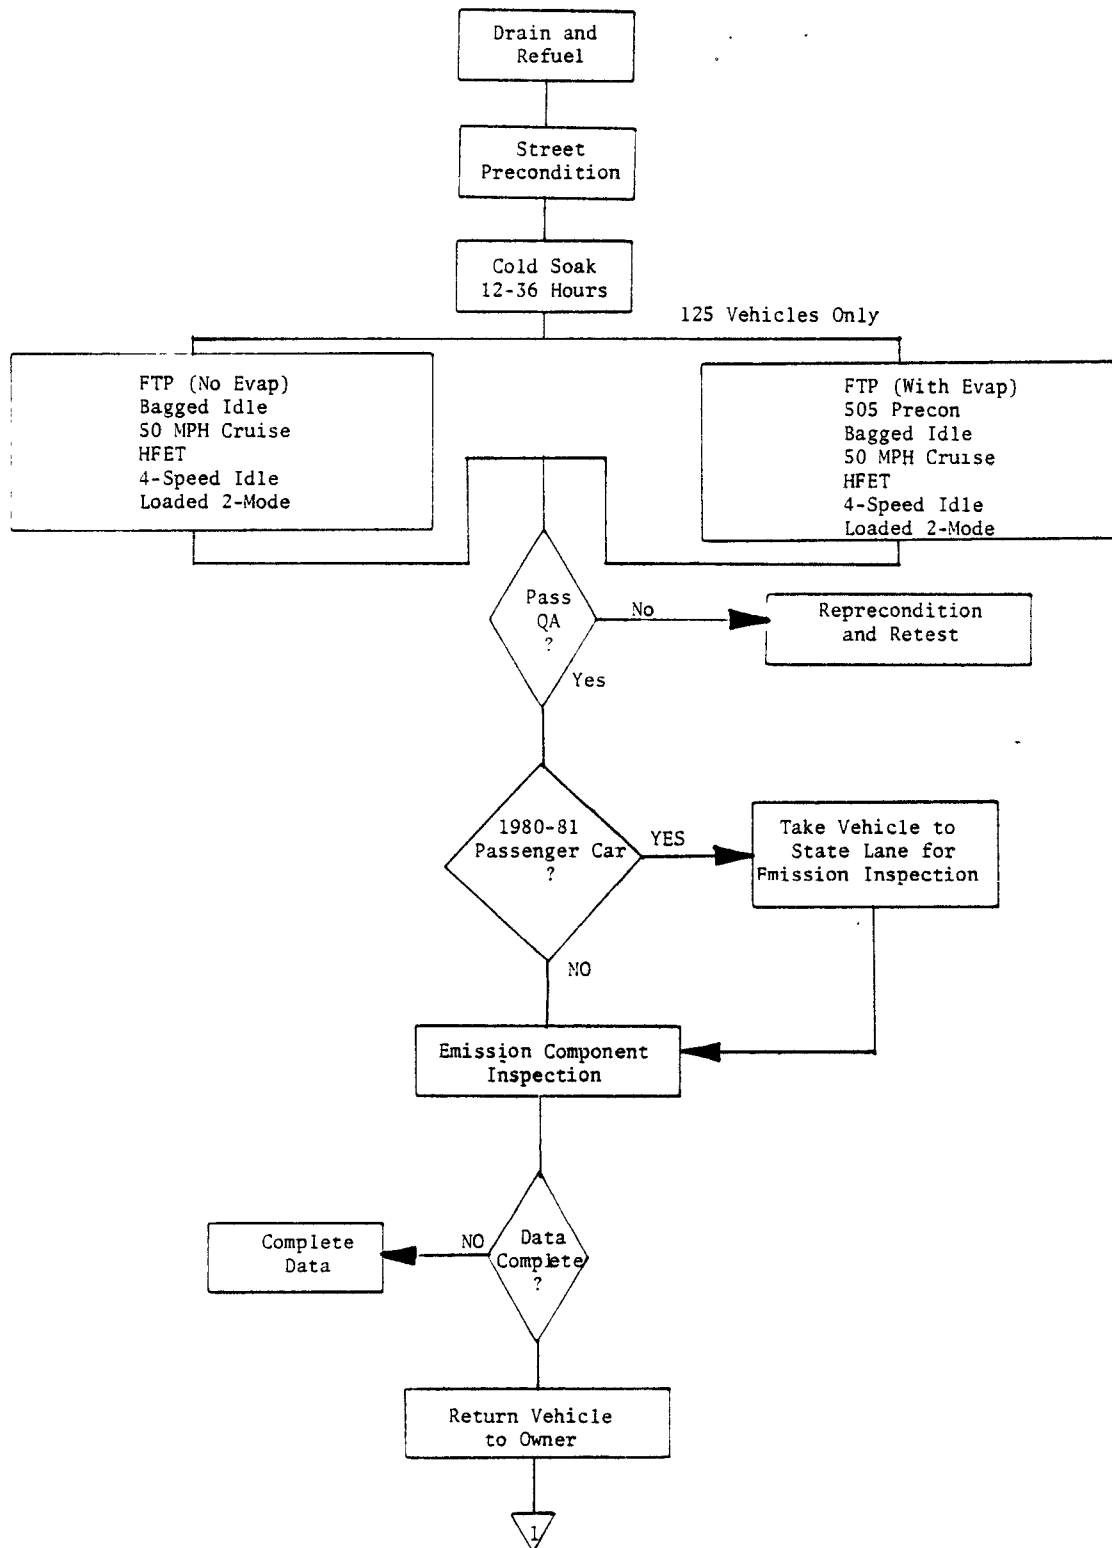 Drain and
Refuel
Street
Precondition
Cold Soak
12-36 Hours
125 Vehicles Only
FTP (No Evap)
Bagged Idle
50 MPH Cruise
HFET
4-Speed Idle
Loaded 2-Mode
FTP (With Evap)
505 Precon
Bagged Idle
50 MPH Cruise
HFET
4-Speed Idle
Loaded 2-Mode
Pass
QA
?
No
Reprecondition
and Retest
Yes
1980-81
Passenger Car
?
YES
Take Vehicle to
State Lane for
Emission Inspection
NO
Emission Component
Inspection
Data
Complete
?
NO
Complete
Data
Return Vehicle
to Owner
1